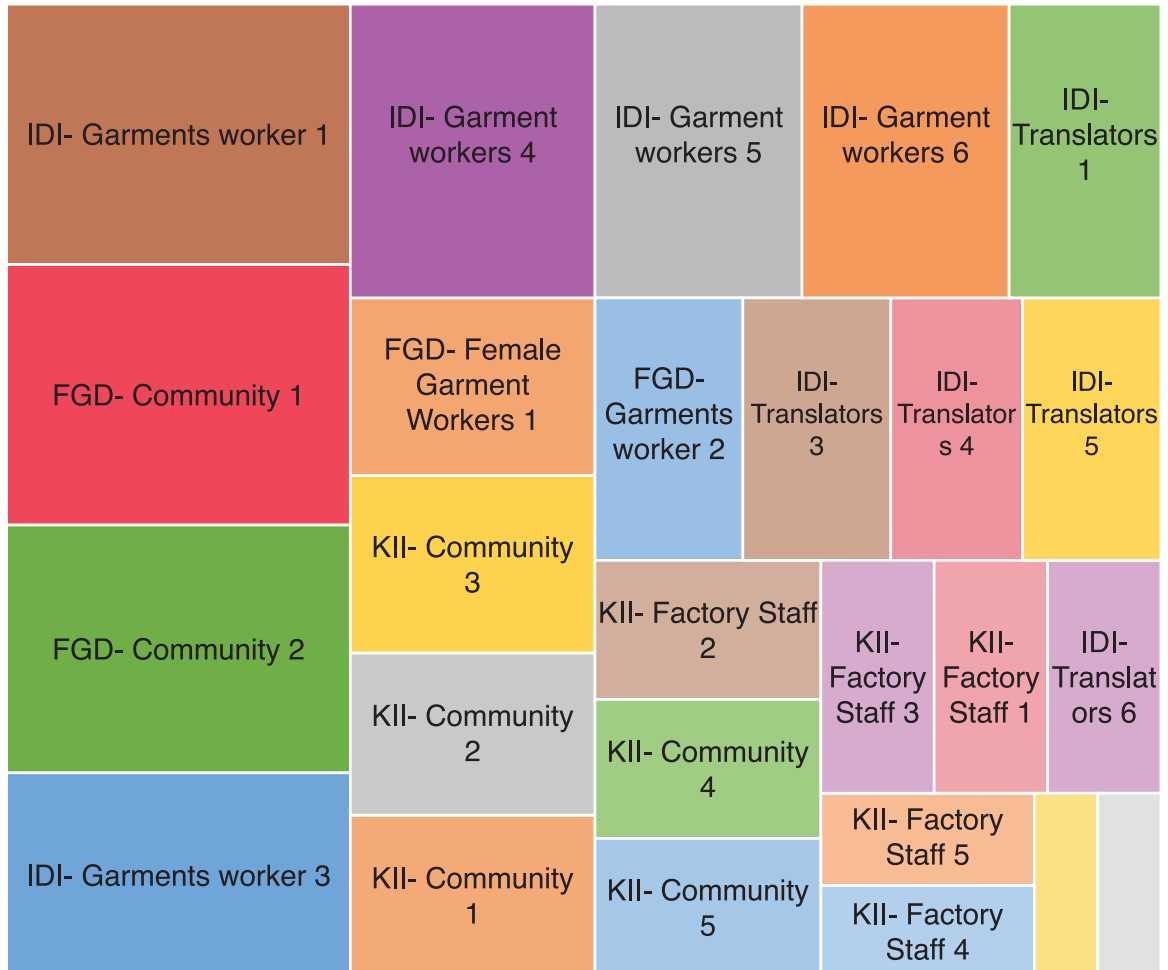 IDI- Garments worker 1
FGD- Community 1
FGD- Community 2
IDI- Garments worker 3
IDI- Garment
workers 4
FGD- Female
Garment
Workers 1
KII- Community
3
KII- Community
2
KII- Community
1
IDI- Garment
workers 5
IDI- Garment
workers 6
IDI-
Translators
1
FGD-
Garments
worker 2
IDI-
Translators
3
IDI-
Translator
s 4
IDI-
Translators
5
KII- Factory Staff
2
KII- Community
4
KII- Community
5
KII-
Factory
Staff 3
KII-
Factory
Staff 1
IDI-
Translat
ors 6
KII- Factory
Staff 5
KII- Factory
Staff 4